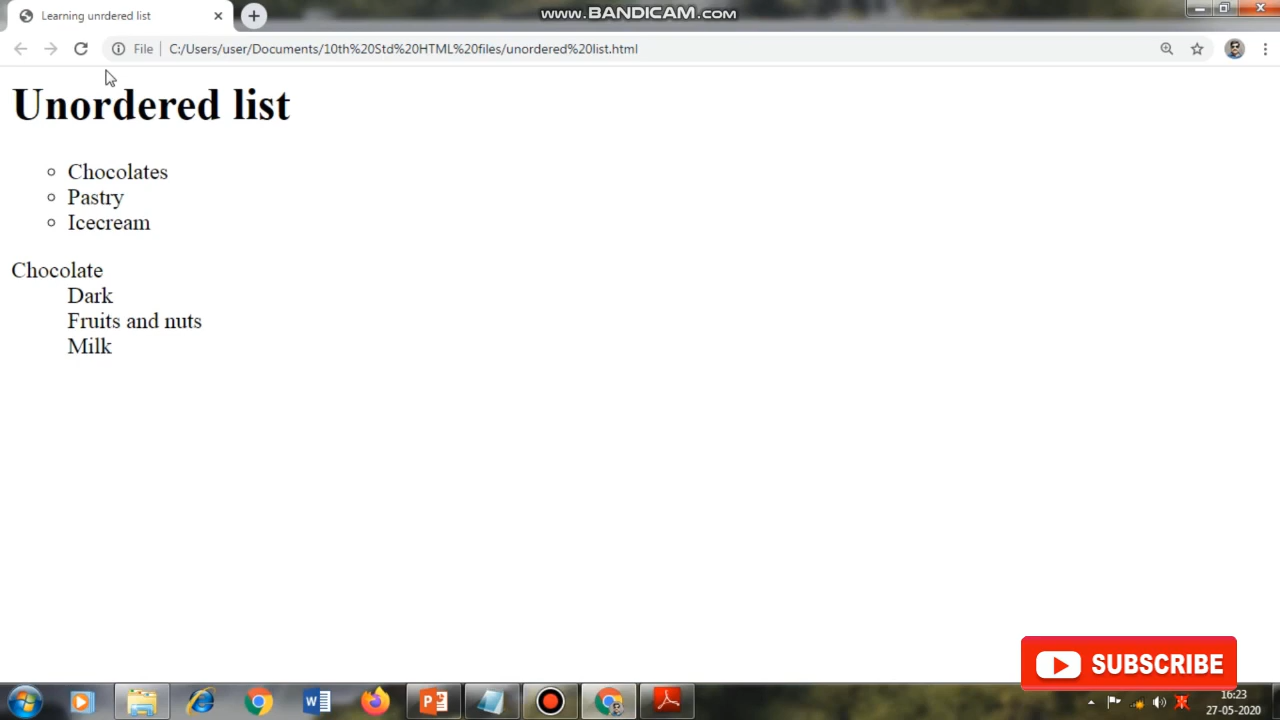 Learning unrdered list
www.BANDICAM.com
File
C:/Users/user/Documents/10th%20Std%20HTML%20files/unordered%20list.html
Unordered list
Chocolates
Pastry
Icecream
Chocolate
Dark
Fruits and nuts
Milk
SUBSCRIBE
16:23
27-05-2020